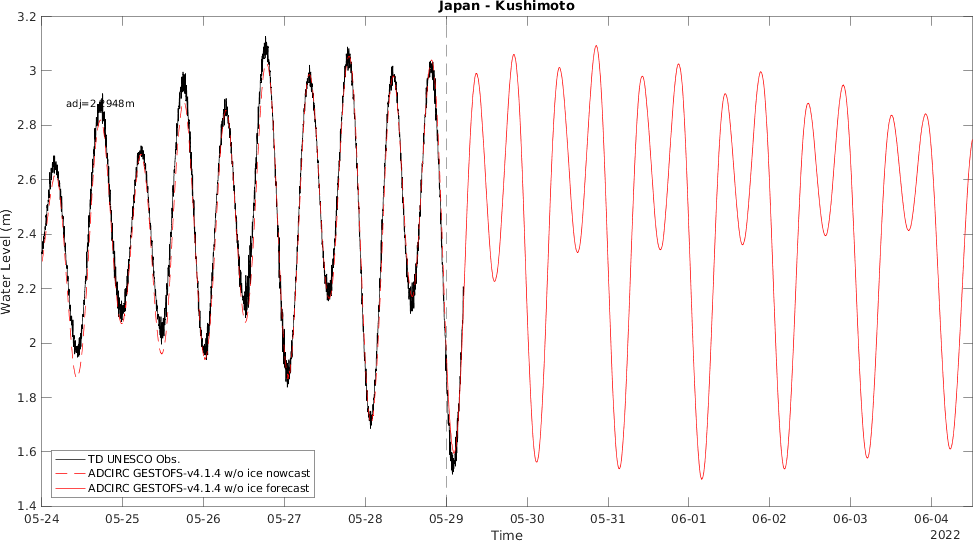 Japan - Kushimoto
3.2
3
2.8
2.6
2.4
2.2
2
1.8
1.6
1.4
Water Level (m)
adj=2.2948m
TD UNESCO Obs.
ADCIRC GESTOFS-v4.1.4 w/o ice nowcast
ADCIRC GESTOFS-v4.1.4 w/o ice forecast
05-24 05-25 05-26 05-27 05-28 05-29 05-30 05-31 06-01 06-02 06-03 06-04
2022
Time